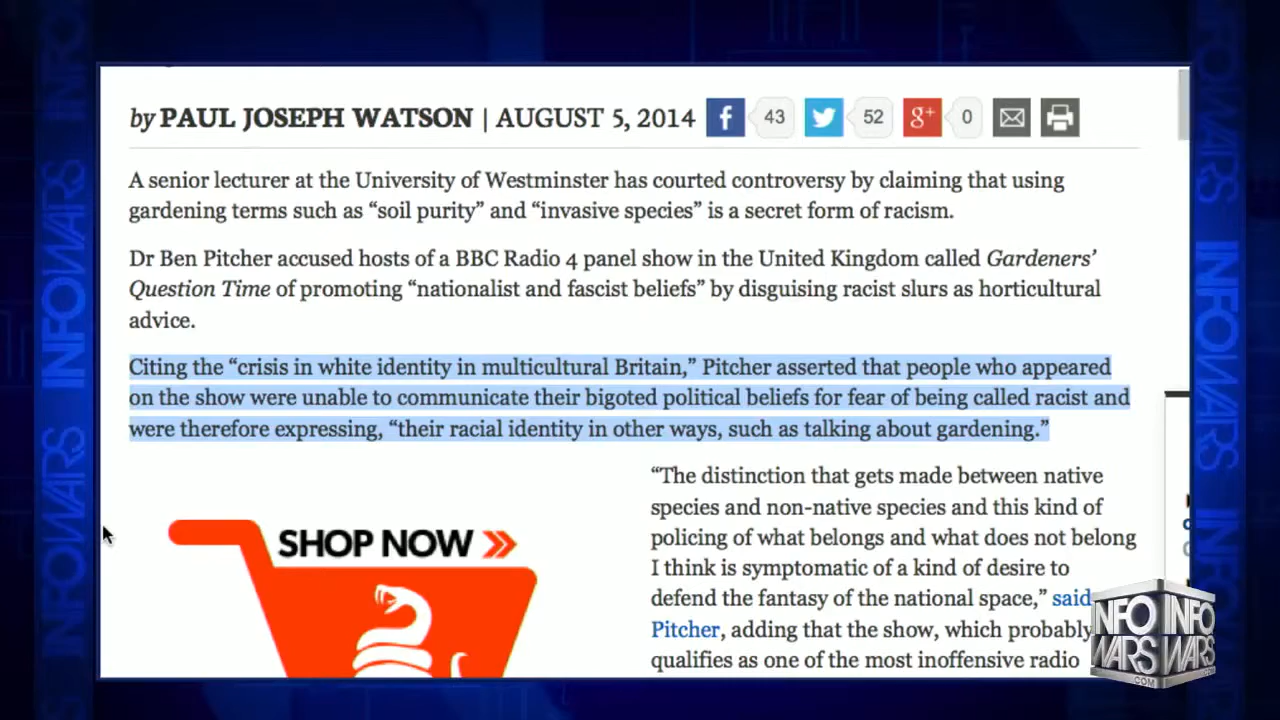 by PAUL JOSEPH WATSON | AUGUST 5, 2014 f 43 52 g+ 0
A senior lecturer at the University of Westminster has courted controversy by claiming that using
gardening terms such as “soil purity” and “invasive species” is a secret form of racism.
Dr Ben Pitcher accused hosts of a BBC Radio 4 panel show in the United Kingdom called Gardeners’
Question Time of promoting “nationalist and fascist beliefs” by disguising racist slurs as horticultural
advice.
Citing the “crisis in white identity in multicultural Britain,” Pitcher asserted that people who appeared
on the show were unable to communicate their bigoted political beliefs for fear of being called racist and
were therefore expressing, “their racial identity in other ways, such as talking about gardening.”
“The distinction that gets made between native
species and non-native species and this kind of
policing of what belongs and what does not belong
I think is symptomatic of a kind of desire to
defend the fantasy of the national space,” said
Pitcher, adding that the show, which probably
qualifies as one of the most inoffensive radio
SHOP NOW
INFOWARS
INFO
INFOWARS
INFO
INFO INFO
WARS WARS
.COM